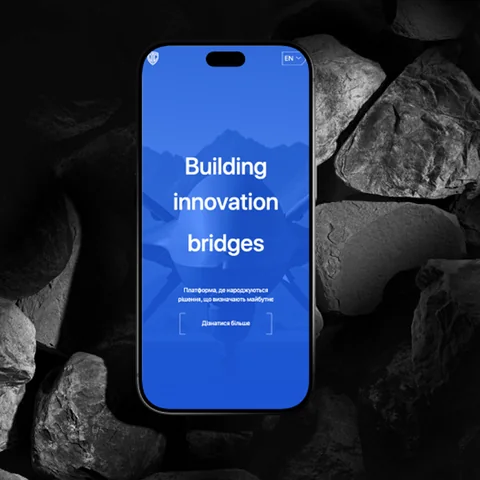 EN
Building
innovation
bridges
Платформа, де народжуються
рішення, що визначають майбутнє
Дізнатися більше